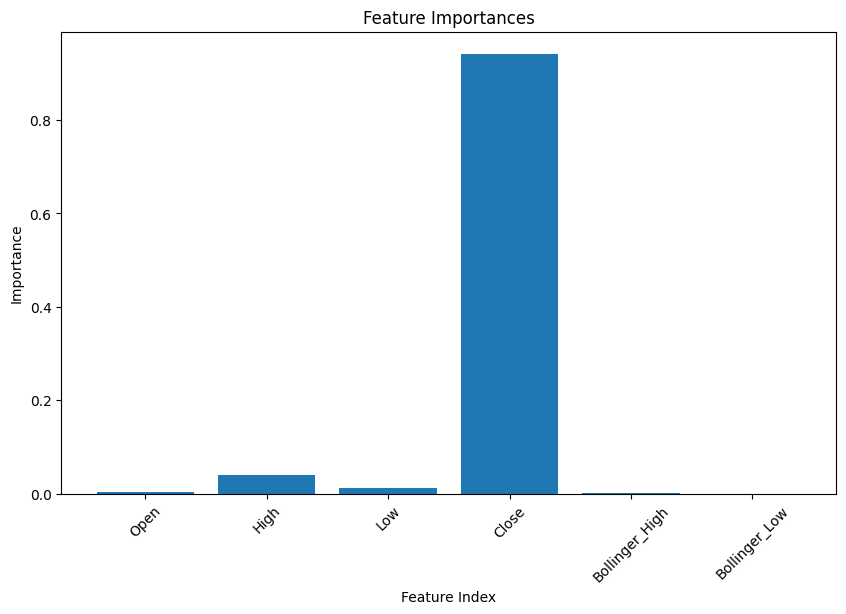 Feature Importances
Importance
0.8
0.6
0.4
0.2
0.0
Open
High
Low
Close
Bollinger_High
Bollinger_Low
Feature Index